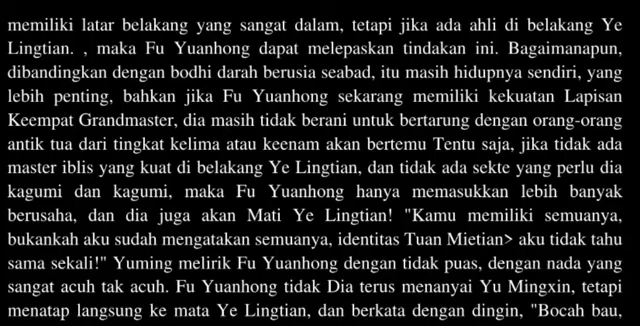 memiliki latar belakang yang sangat dalam, tetapi jika ada ahli di belakang Ye
Lingtian. , maka Fu Yuanhong dapat melepaskan tindakan ini. Bagaimanapun,
dibandingkan dengan bodhi darah berusia seabad, itu masih hidupnya sendiri, yang
lebih penting, bahkan jika Fu Yuanhong sekarang memiliki kekuatan Lapisan
Keempat Grandmaster, dia masih tidak berani untuk bertarung dengan orang-orang
antik tua dari tingkat kelima atau keenam akan bertemu Tentu saja, jika tidak ada
master iblis yang kuat di belakang Ye Lingtian, dan tidak ada sekte yang perlu dia
kagumi dan kagumi, maka Fu Yuanhong hanya memasukkan lebih banyak
berusaha, dan dia juga akan Mati Ye Lingtian! "Kamu memiliki semuanya,
bukankah aku sudah mengatakan semuanya, identitas Tuan Mietian> aku tidak tahu
sama sekali!" Yuming melirik Fu Yuanhong dengan tidak puas, dengan nada yang
sangat acuh tak acuh. Fu Yuanhong tidak Dia terus menanyai Yu Mingxin, tetapi
menatap langsung ke mata Ye Lingtian, dan berkata dengan dingin, "Bocah bau,